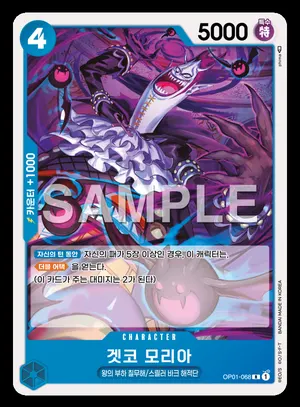 4
5000
특수
特
카운터 +1000
SAMPLE
자신의 턴 동안 자신의 패가 5장 이상인 경우, 이 캐릭터는,
더블 어택 을 얻는다.
(이 카드가 주는 대미지는 2가 된다)
CHARACTER
겟코 모리아
왕의 부하 칠무해/스릴러 바크 해적단
OP01-068 R
BANDAI MADE IN KOREA